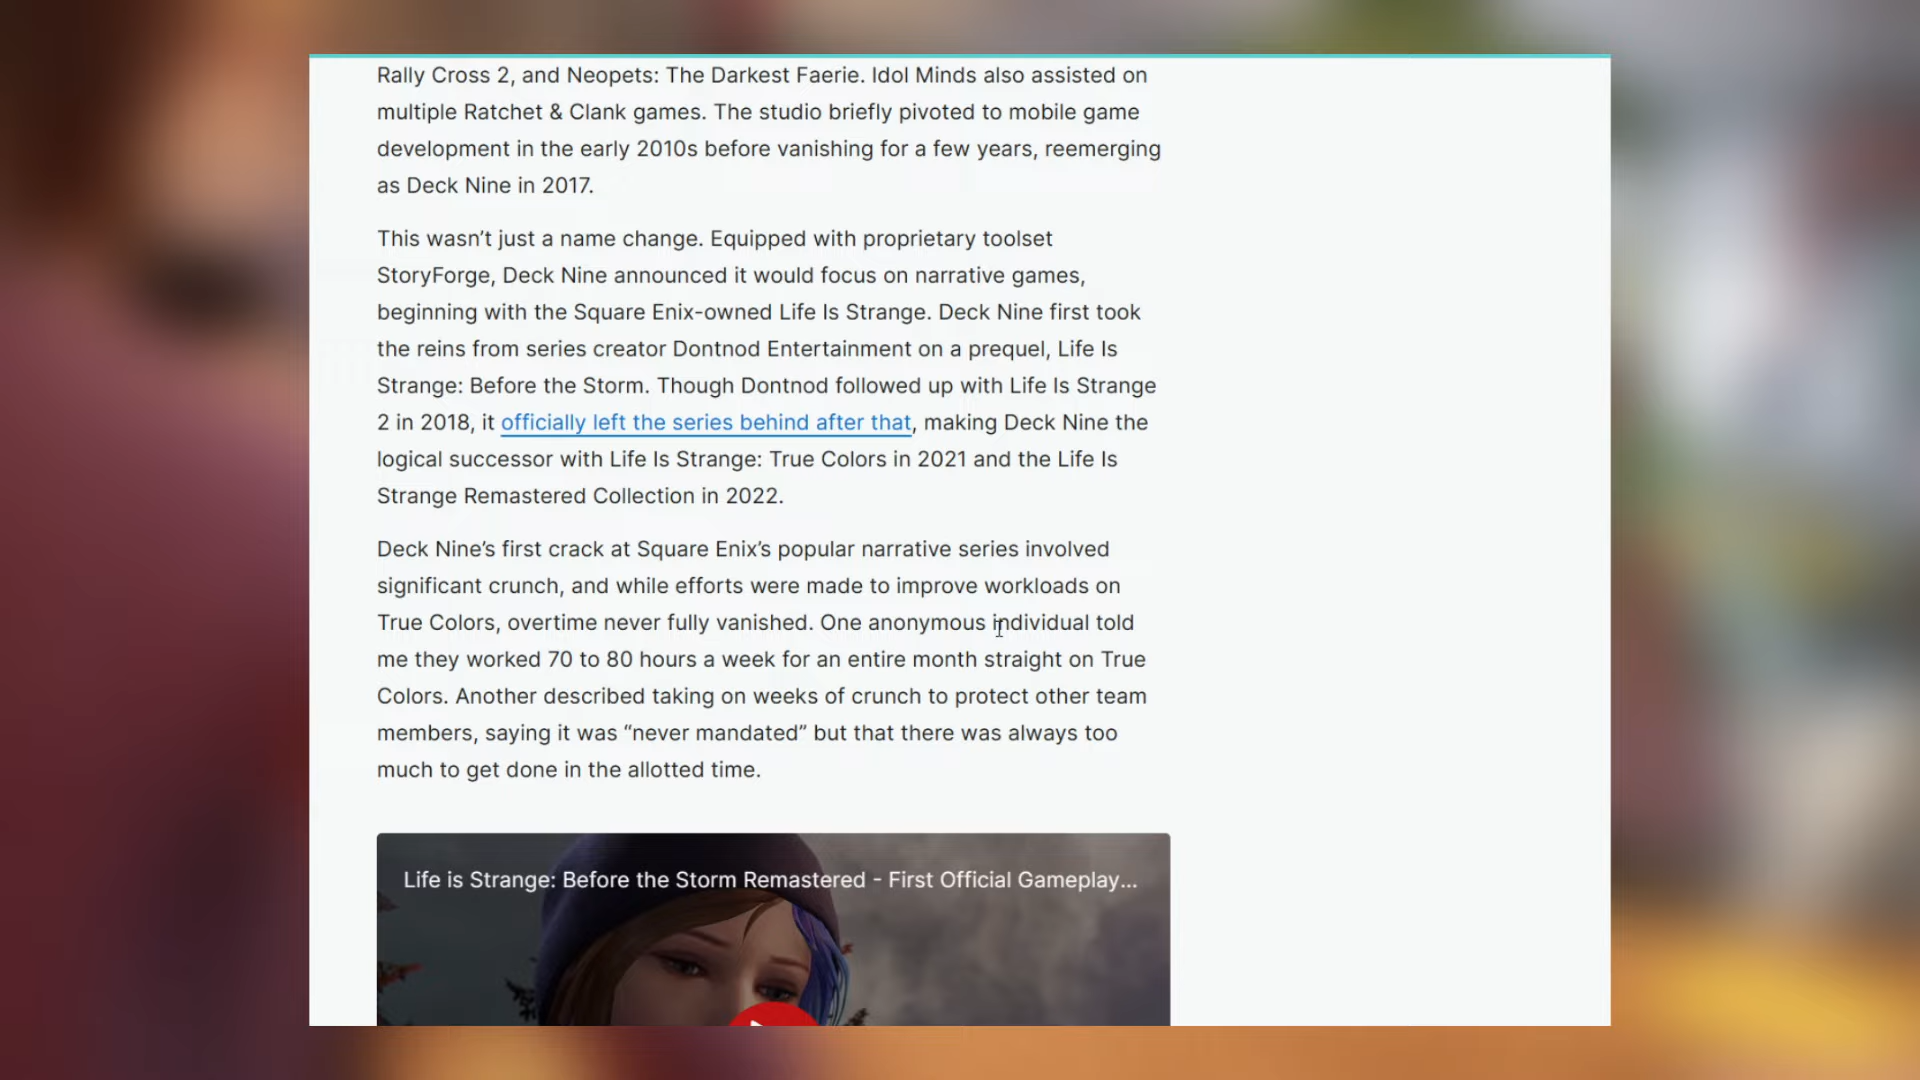 Rally Cross 2, and Neopets: The Darkest Faerie. Idol Minds also assisted on
multiple Ratchet & Clank games. The studio briefly pivoted to mobile game
development in the early 2010s before vanishing for a few years, reemerging
as Deck Nine in 2017.
This wasn’t just a name change. Equipped with proprietary toolset
StoryForge, Deck Nine announced it would focus on narrative games,
beginning with the Square Enix-owned Life Is Strange. Deck Nine first took
the reins from series creator Dontnod Entertainment on a prequel, Life Is
Strange: Before the Storm. Though Dontnod followed up with Life Is Strange
2 in 2018, it officially left the series behind after that, making Deck Nine the
logical successor with Life Is Strange: True Colors in 2021 and the Life Is
Strange Remastered Collection in 2022.
Deck Nine’s first crack at Square Enix’s popular narrative series involved
significant crunch, and while efforts were made to improve workloads on
True Colors, overtime never fully vanished. One anonymous individual told
me they worked 70 to 80 hours a week for an entire month straight on True
Colors. Another described taking on weeks of crunch to protect other team
members, saying it was “never mandated” but that there was always too
much to get done in the allotted time.
Life is Strange: Before the Storm Remastered - First Official Gameplay...